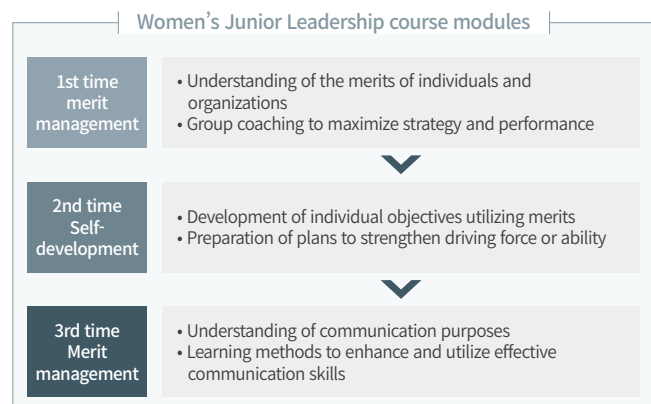 Women’s Junior Leadership course modules
1st time
merit
management
• Understanding of the merits of individuals and
organizations
• Group coaching to maximize strategy and performance
2nd time
Self-
development
• Development of individual objectives utilizing merits
• Preparation of plans to strengthen driving force or ability
3rd time
Merit
management
• Understanding of communication purposes
• Learning methods to enhance and utilize effective
communication skills